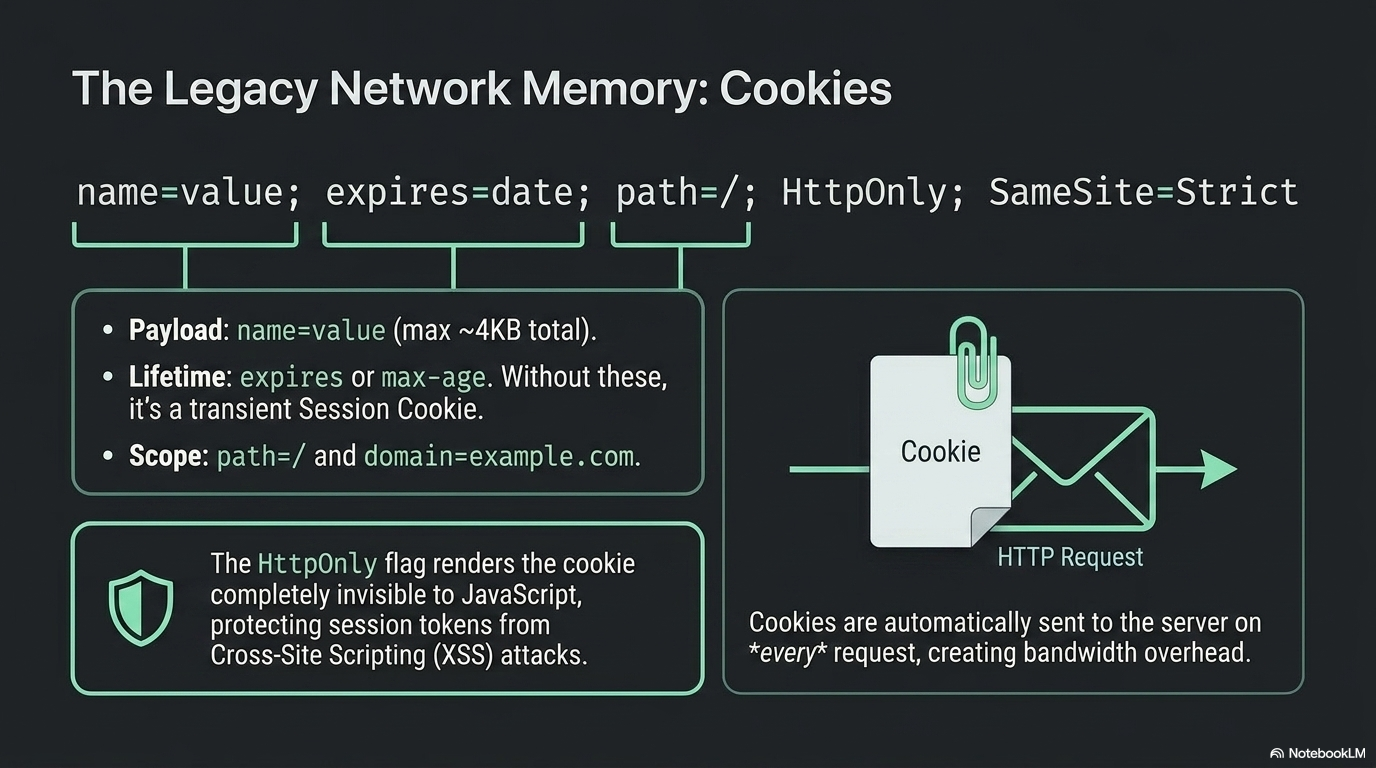 The Legacy Network Memory: Cookies
name=value; expires=date; path=/; HttpOnly; SameSite=Strict
• Payload: name=value (max ~4KB total).
• Lifetime: expires or max-age. Without these,
it's a transient Session Cookie.
• Scope: path=/ and domain=example.com.
The HttpOnly flag renders the cookie
completely invisible to JavaScript,
protecting session tokens from
Cross-Site Scripting (XSS) attacks.
Cookie
HTTP Request
Cookies are automatically sent to the server on
*every* request, creating bandwidth overhead.
NotebookLM